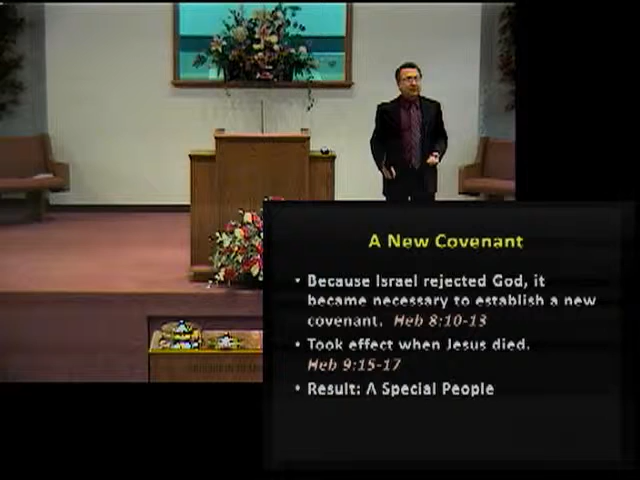 A New Covenant
• Because Israel rejected God, it
became necessary to establish a new
covenant. Heb 8:10-13
• Took effect when Jesus died.
Heb 9:15-17
• Result: A Special People